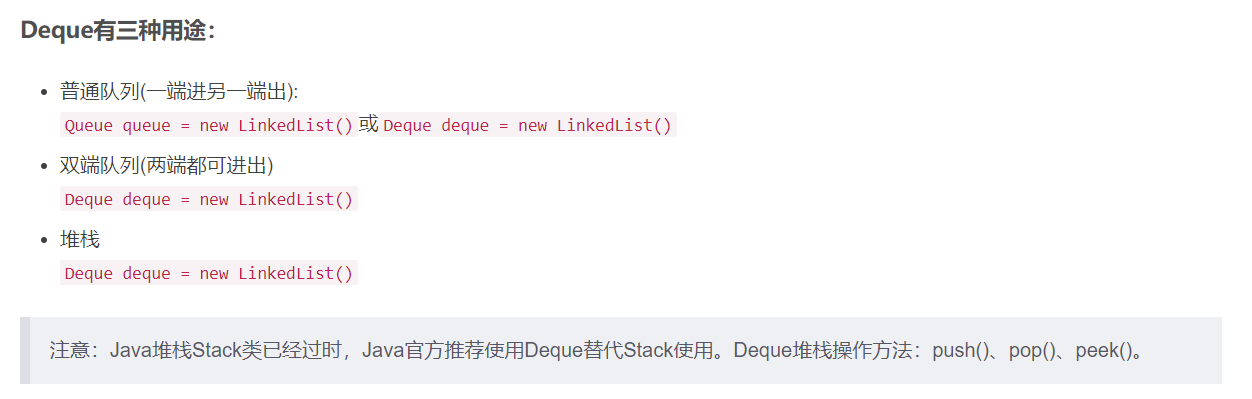 Deque有三种用途：
普通队列(一端进另一端出):
Queue queue = new LinkedList()或Deque deque = new LinkedList()
双端队列(两端都可进出)
Deque deque = new LinkedList()
堆栈
Deque deque = new LinkedList()
注意：Java堆栈Stack类已经过时，Java官方推荐使用Deque替代Stack使用。Deque堆栈操作方法：push()、pop()、peek()。